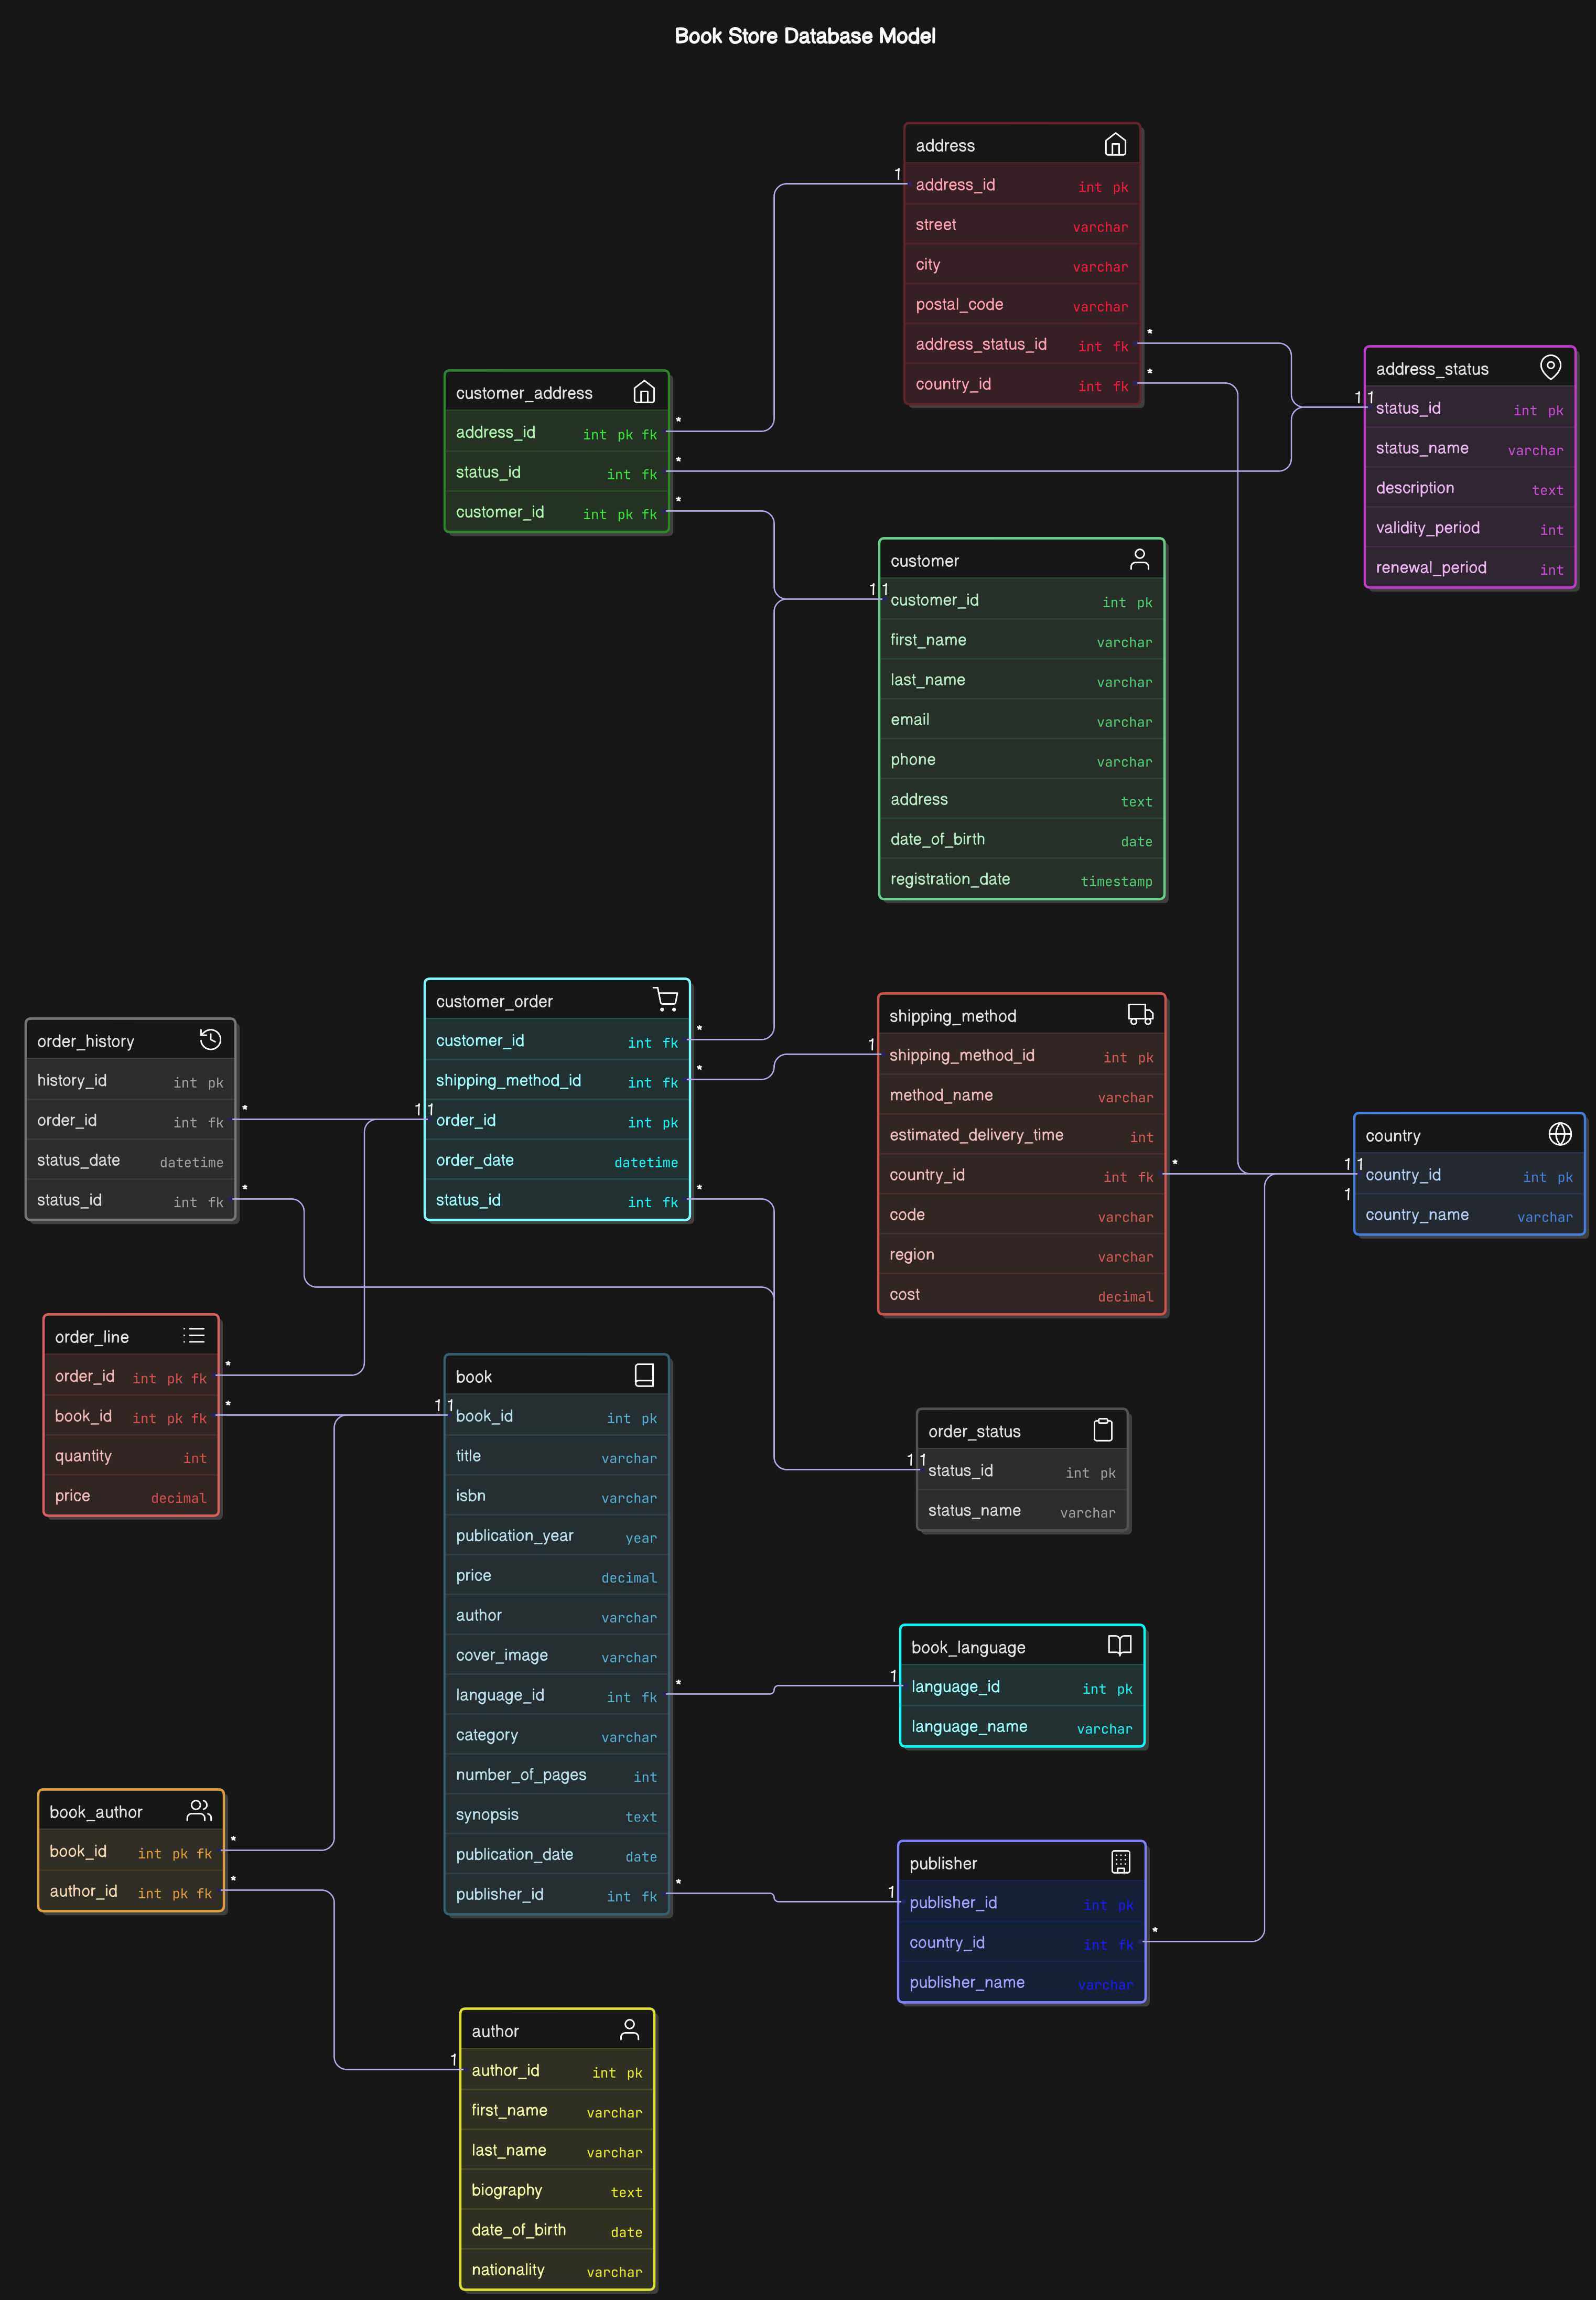 Book Store Database Model
address
1
address_id int pk
street varchar
city varchar
postal_code varchar
address_status_id int fk *
country_id int fk *
address_status
1 1
status_id int pk
status_name varchar
description text
validity_period int
renewal_period int
customer_address
address_id int pk fk *
status_id int fk *
customer_id int pk fk *
customer
1 1
customer_id int pk
first_name varchar
last_name varchar
email varchar
phone varchar
address text
date_of_birth date
registration_date timestamp
customer_order
customer_id int fk *
shipping_method_id int fk *
1 1
order_id int pk
order_date datetime
status_id int fk *
shipping_method
1
shipping_method_id int pk
method_name varchar
estimated_delivery_time int
country_id int fk *
code varchar
region varchar
cost decimal
order_history
history_id int pk
order_id int fk *
status_date datetime
status_id int fk *
country
1 1
country_id int pk
1
country_name varchar
order_line
order_id int pk fk *
book_id int pk fk *
quantity int
price decimal
book
1 1
book_id int pk
title varchar
isbn varchar
publication_year year
price decimal
author varchar
cover_image varchar
language_id int fk *
category varchar
number_of_pages int
synopsis text
publication_date date
publisher_id int fk *
order_status
1 1
status_id int pk
status_name varchar
book_language
1
language_id int pk
language_name varchar
book_author
book_id int pk fk *
author_id int pk fk *
publisher
1
publisher_id int pk
country_id int fk *
publisher_name varchar
author
1
author_id int pk
first_name varchar
last_name varchar
biography text
date_of_birth date
nationality varchar